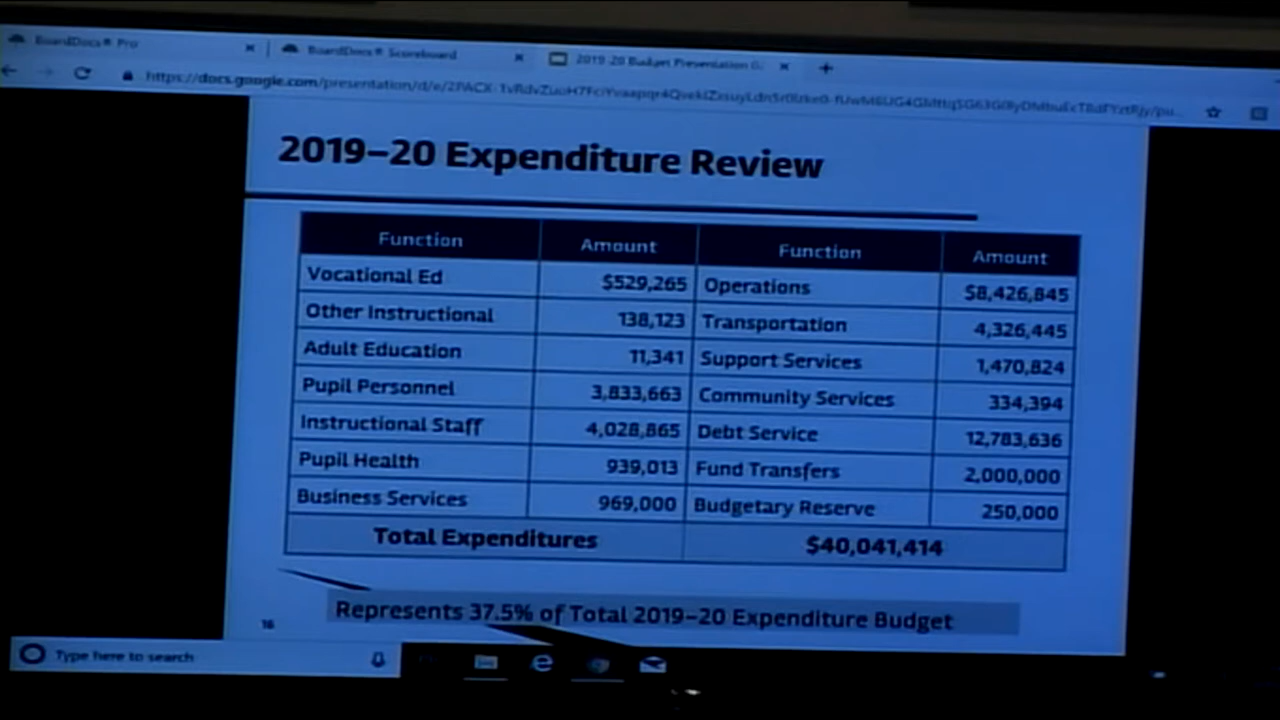 BoardDocs® Pro
BoardDocs® Scoreboard
2019-20 Budget Presentation
2019–20 Expenditure Review
Function Amount Function Amount
Vocational Ed $529,265 Operations $8,426,845
Other Instructional 138,123 Transportation 4,326,445
Adult Education 11,341 Support Services 1,470,824
Pupil Personnel 3,833,663 Community Services 334,394
Instructional Staff 4,028,865 Debt Service 12,783,636
Pupil Health 939,013 Fund Transfers 2,000,000
Business Services 969,000 Budgetary Reserve 250,000
Total Expenditures $40,041,414
Represents 37.5% of Total 2019–20 Expenditure Budget
16
Type here to search